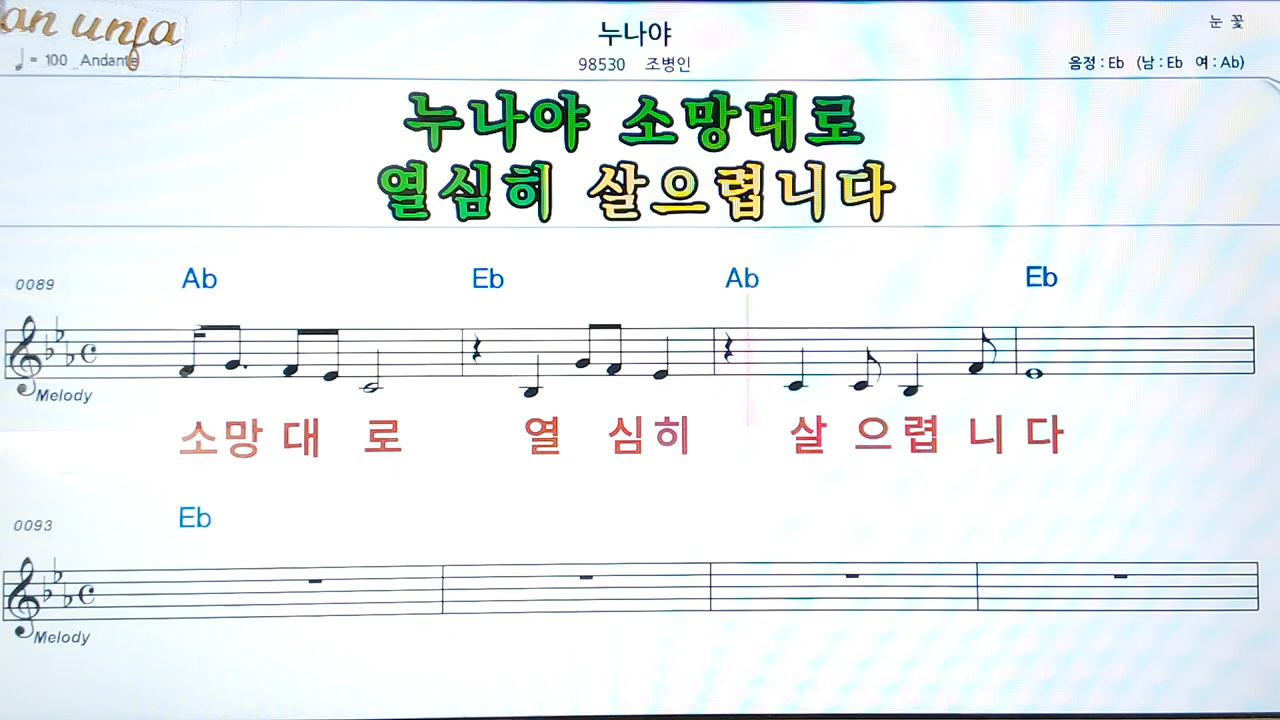 an unja
♩ = 100 Andante
누나야
눈 꽃
98530 조병인
음정 : Eb (남 : Eb 여 : Ab)
누나야 소망대로
열심히 살으렵니다
0089
Ab Eb Ab Eb
Melody
소망 대 로 열 심히 살 으렵 니 다
0093
Eb
Melody